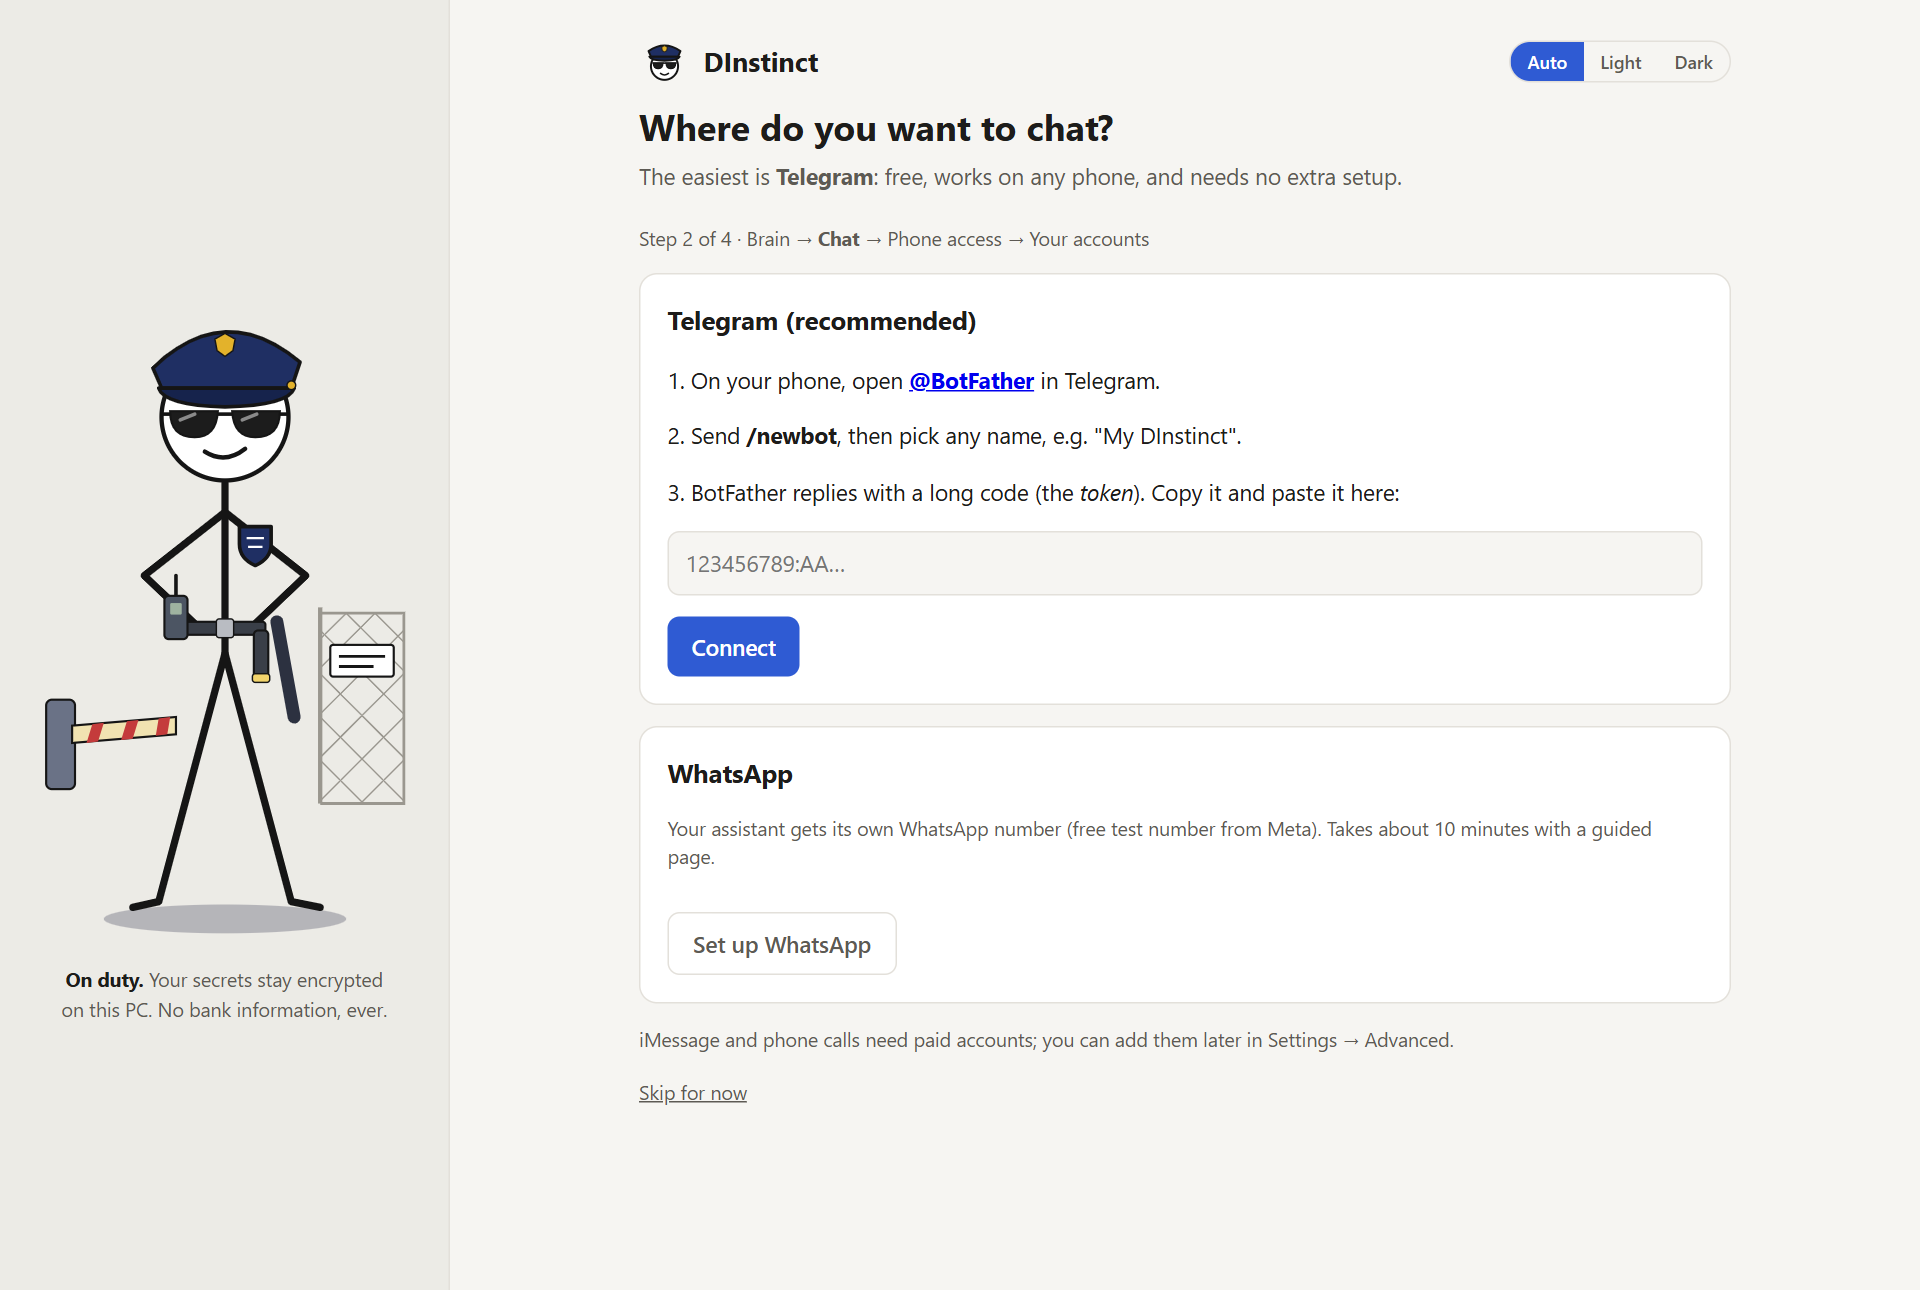 DInstinct
Auto Light Dark
Where do you want to chat?
The easiest is Telegram: free, works on any phone, and needs no extra setup.
Step 2 of 4 · Brain → Chat → Phone access → Your accounts
Telegram (recommended)
1. On your phone, open @BotFather in Telegram.
2. Send /newbot, then pick any name, e.g. "My DInstinct".
3. BotFather replies with a long code (the token). Copy it and paste it here:
123456789:AA...
Connect
WhatsApp
Your assistant gets its own WhatsApp number (free test number from Meta). Takes about 10 minutes with a guided
page.
Set up WhatsApp
iMessage and phone calls need paid accounts; you can add them later in Settings → Advanced.
Skip for now
On duty. Your secrets stay encrypted
on this PC. No bank information, ever.